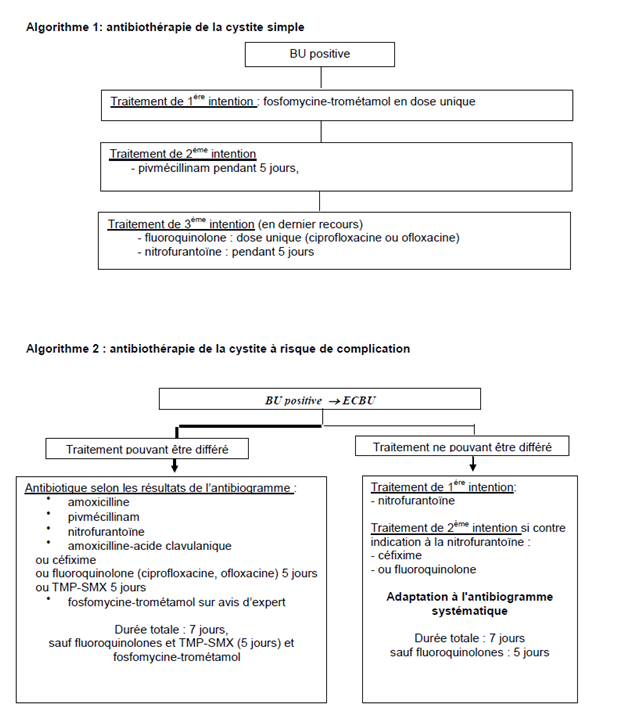 Algorithme 1: antibiothérapie de la cystite simple
BU positive
Traitement de 1ére intention : fosfomycine-trométamol en dose unique
Traitement de 2ème intention
- pivmécillinam pendant 5 jours,
Traitement de 3ème intention (en dernier recours)
- fluoroquinolone : dose unique (ciprofloxacine ou ofloxacine)
- nitrofurantoïne : pendant 5 jours
Algorithme 2 : antibiothérapie de la cystite à risque de complication
BU positive → ECBU
Traitement pouvant être différé
Traitement ne pouvant être différé
Antibiotique selon les résultats de l'antibiogramme :
• amoxicilline
• pivmécillinam
• nitrofurantoïne
• amoxicilline-acide clavulanique
ou céfixime
ou fluoroquinolone (ciprofloxacine, ofloxacine) 5 jours
ou TMP-SMX 5 jours
• fosfomycine-trométamol sur avis d'expert
Durée totale : 7 jours,
sauf fluoroquinolones et TMP-SMX (5 jours) et
fosfomycine-trométamol
Traitement de 1ére intention:
- nitrofurantoïne
Traitement de 2ème intention si contre
indication à la nitrofurantoïne :
- céfixime
- ou fluoroquinolone
Adaptation à l'antibiogramme
systématique
Durée totale : 7 jours
sauf fluoroquinolones : 5 jours